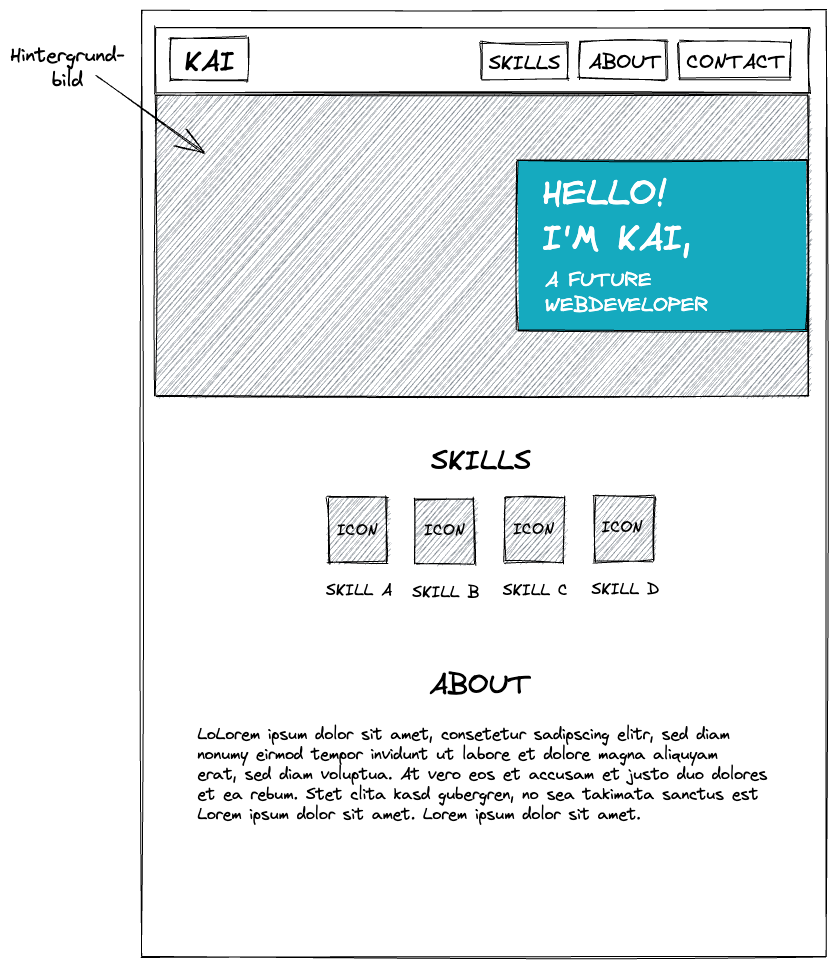 Hintergrund-
bild
KAI
SKILLS
ABOUT
CONTACT
HELLO!
I'M KAI,
A FUTURE
WEBDEVELOPER
SKILLS
ICON
ICON
ICON
ICON
SKILL A
SKILL B
SKILL C
SKILL D
ABOUT
LoLorem ipsum dolor sit amet, consetetur sadipscing elitr, sed diam
nonumy eirmod tempor invidunt ut labore et dolore magna aliquyam
erat, sed diam voluptua. At vero eos et accusam et justo duo dolores
et ea rebum. Stet clita kasd gubergren, no sea takimata sanctus est
Lorem ipsum dolor sit amet. Lorem ipsum dolor sit amet.